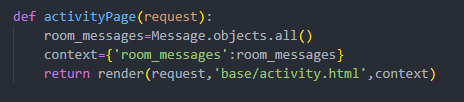 def activityPage(request):
    room_messages=Message.objects.all()
    context={'room_messages':room_messages}
    return render(request,'base/activity.html',context)